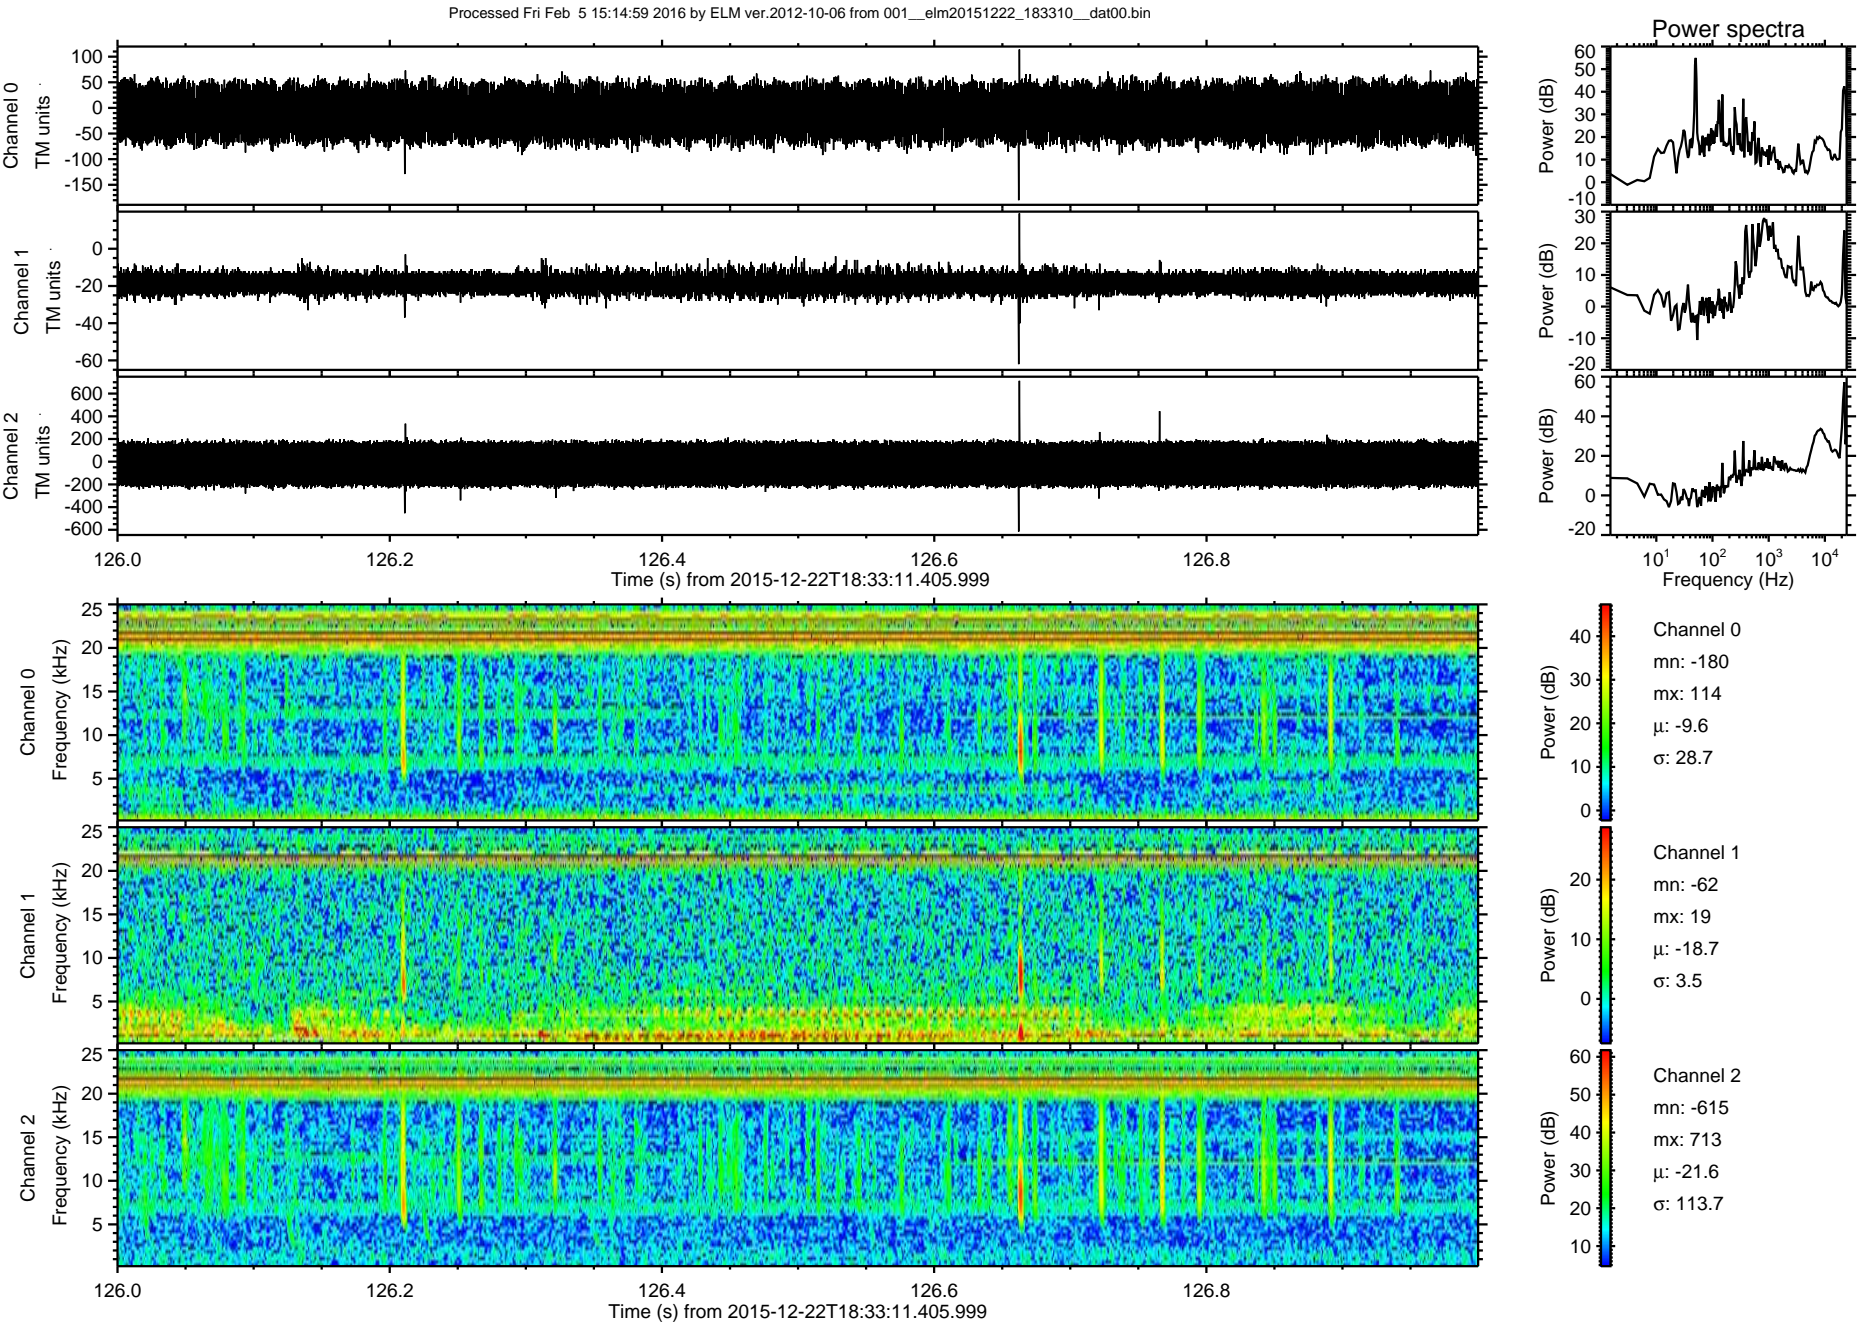 Processed Fri Feb  5 15:14:59 2016 by ELM ver.2012-10-06 from 001__elm20151222_183310__dat00.bin
Power spectra
Channel 0
TM units
100
50
0
-50
-100
-150
Power (dB)
60
50
40
30
20
10
0
-10
Channel 1
TM units
0
-20
-40
-60
Power (dB)
30
20
10
0
-10
-20
Channel 2
TM units
600
400
200
0
-200
-400
-600
Power (dB)
60
40
20
0
-20
126.0 126.2 126.4 126.6 126.8
Time (s) from 2015-12-22T18:33:11.405.999
10¹ 10² 10³ 10⁴
Frequency (Hz)
Channel 0
Frequency (kHz)
25
20
15
10
5
Power (dB)
40
30
20
10
0
Channel 0
mn: -180
mx: 114
μ: -9.6
σ: 28.7
Channel 1
Frequency (kHz)
25
20
15
10
5
Power (dB)
20
10
0
Channel 1
mn: -62
mx: 19
μ: -18.7
σ: 3.5
Channel 2
Frequency (kHz)
25
20
15
10
5
Power (dB)
60
50
40
30
20
10
Channel 2
mn: -615
mx: 713
μ: -21.6
σ: 113.7
126.0 126.2 126.4 126.6 126.8
Time (s) from 2015-12-22T18:33:11.405.999